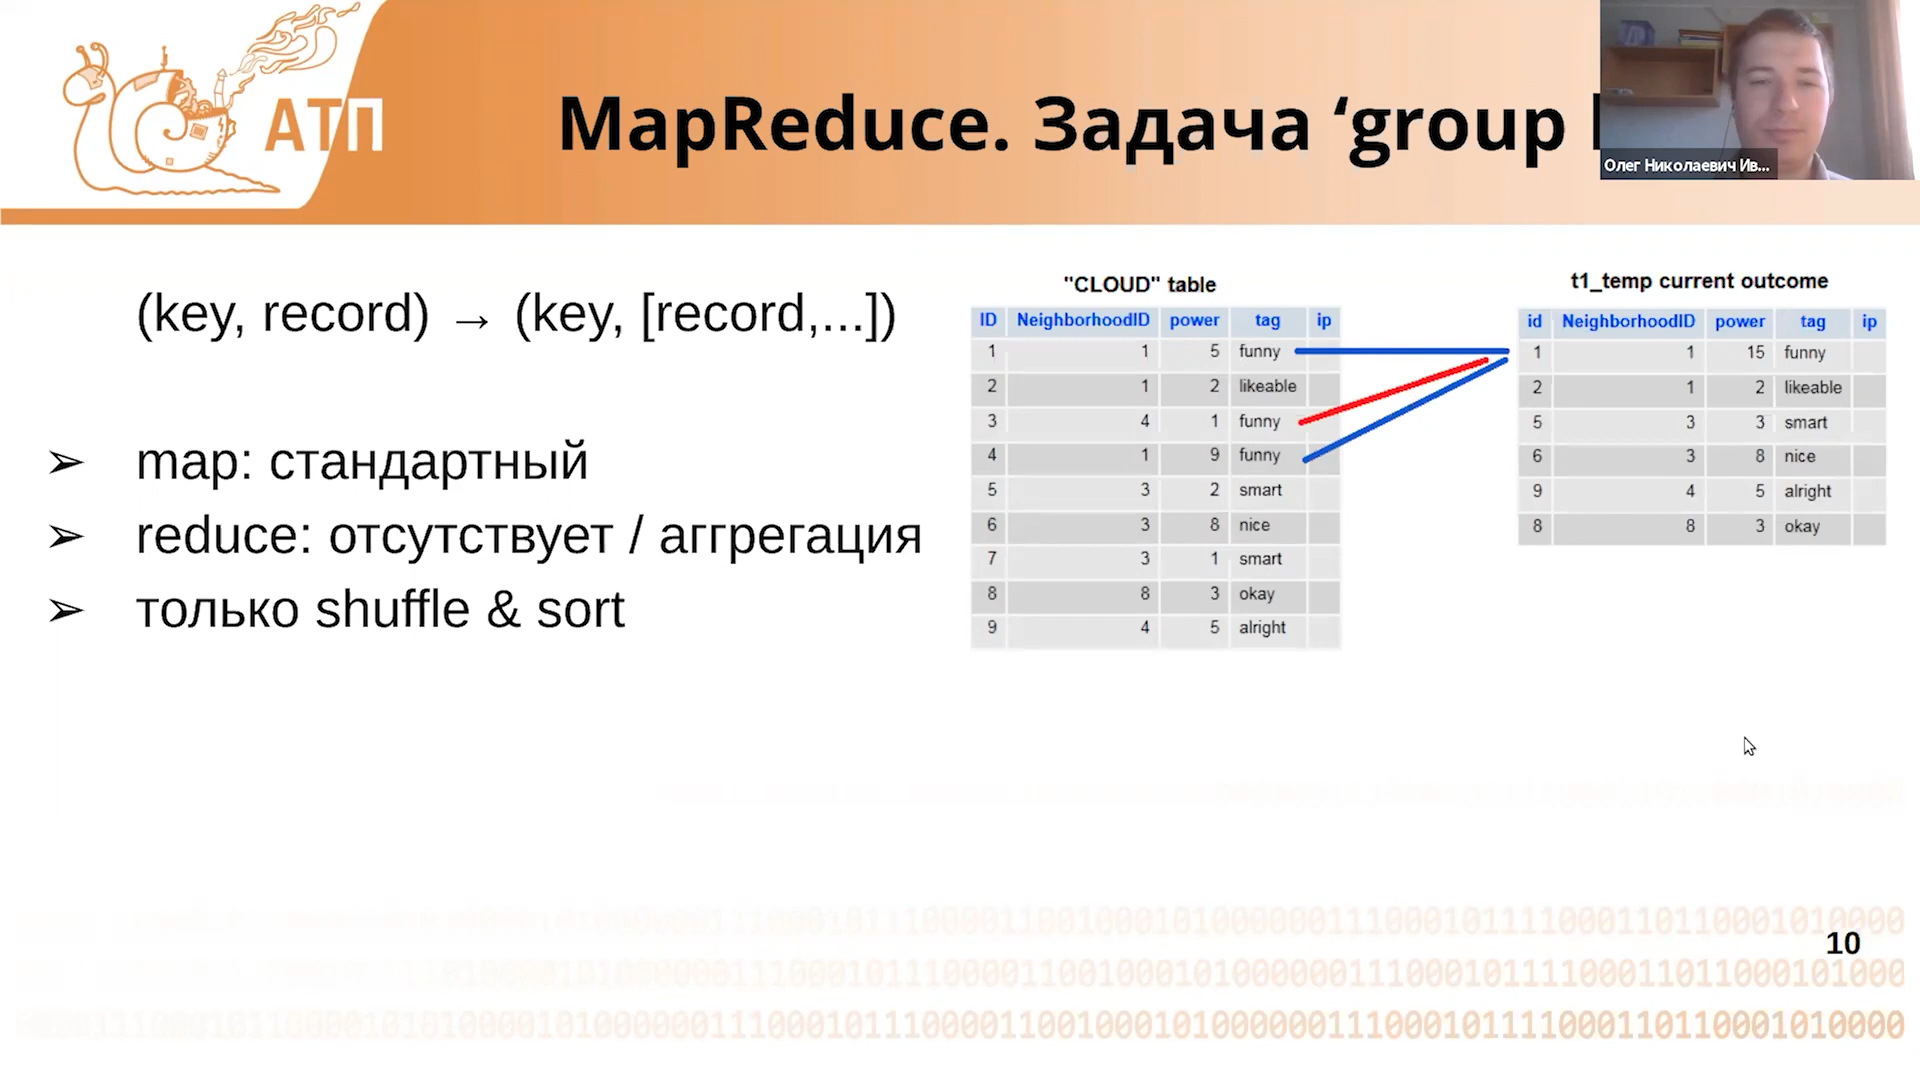 АТП
MapReduce. Задача ‘group
Олег Николаевич Ив...
(key, record) → (key, [record,...])
➢ map: стандартный
➢ reduce: отсутствует / аггрегация
➢ только shuffle & sort
"CLOUD" table
ID NeighborhoodID power tag ip
1 1 5 funny
2 1 2 likeable
3 4 1 funny
4 1 9 funny
5 3 2 smart
6 3 8 nice
7 3 1 smart
8 8 3 okay
9 4 5 alright
t1_temp current outcome
id NeighborhoodID power tag ip
1 1 15 funny
2 1 2 likeable
5 3 3 smart
6 3 8 nice
9 4 5 alright
8 8 3 okay
10